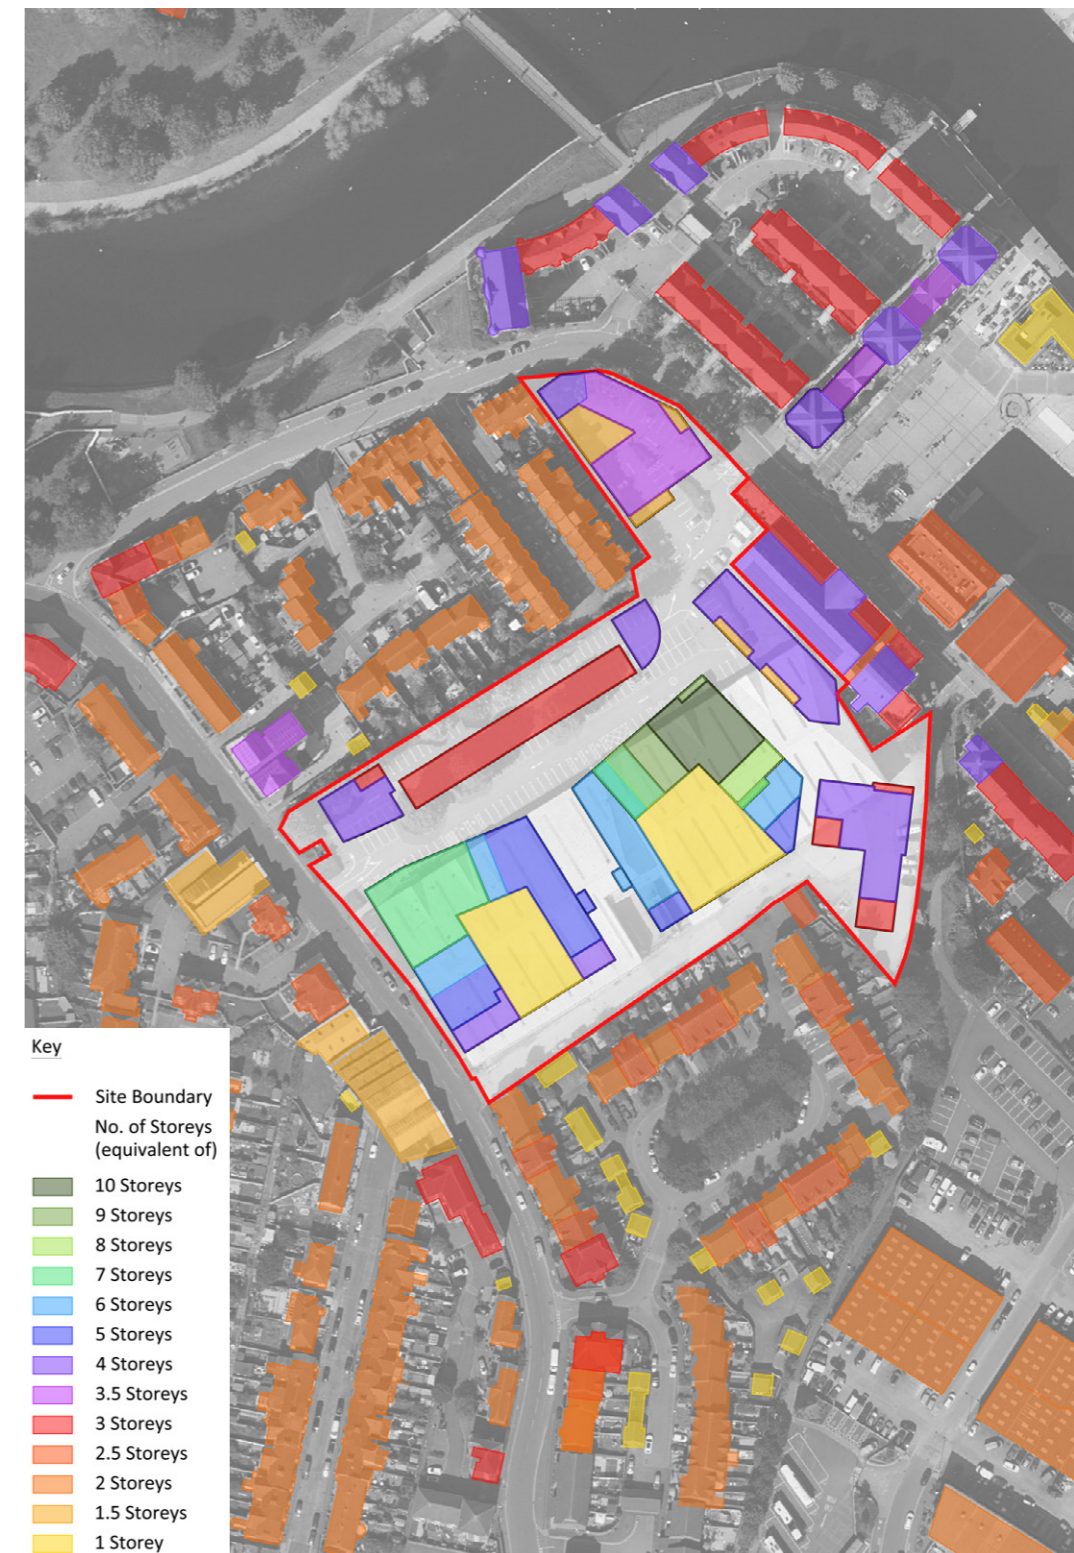 Key
Site Boundary
No. of Storeys
(equivalent of)
10 Storeys
9 Storeys
8 Storeys
7 Storeys
6 Storeys
5 Storeys
4 Storeys
3.5 Storeys
3 Storeys
2.5 Storeys
2 Storeys
1.5 Storeys
1 Storey